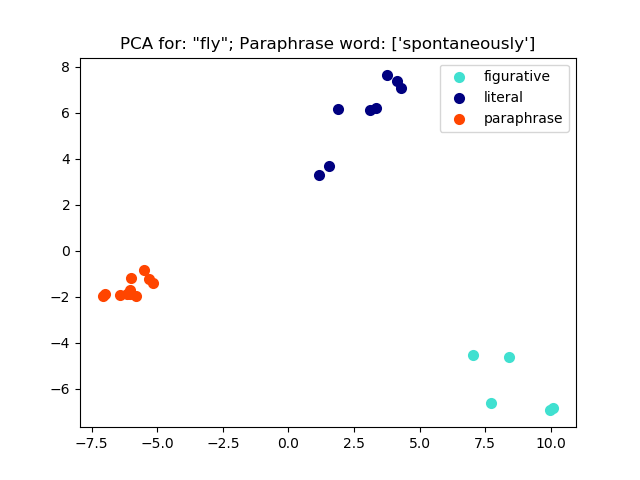 PCA for: "fly"; Paraphrase word: ['spontaneously']
figurative
literal
paraphrase
8
6
4
2
0
−2
−4
−6
−7.5 −5.0 −2.5 0.0 2.5 5.0 7.5 10.0